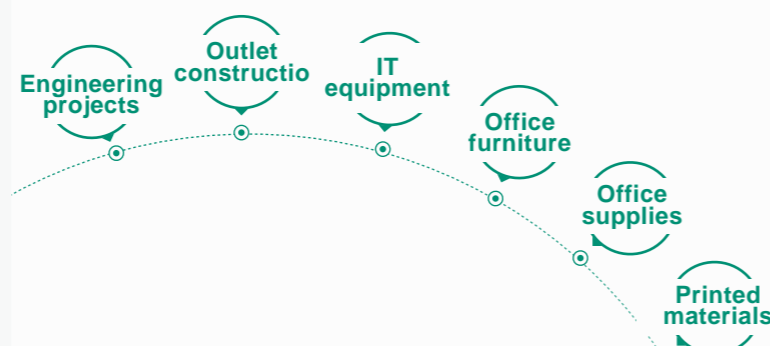 Engineering
projects
Outlet
constructio
IT
equipment
Office
furniture
Office
supplies
Printed
materials